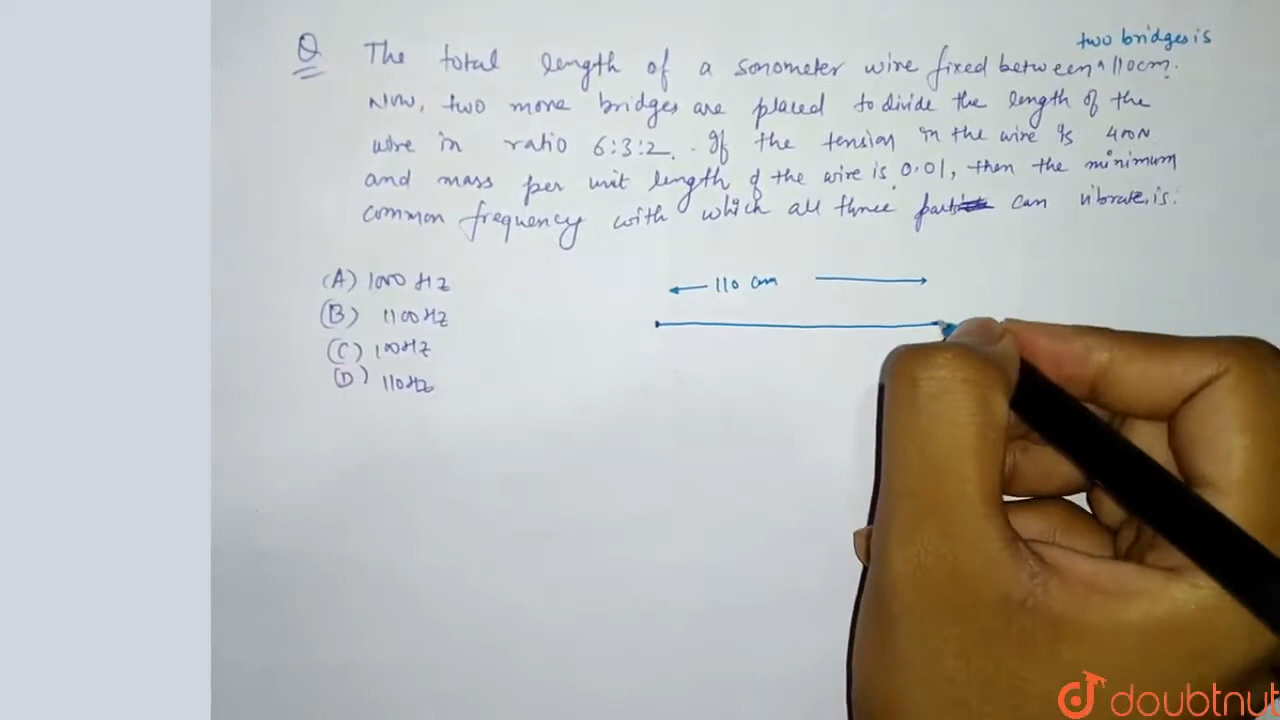 two bridges is
Q The total length of a sonometer wire fixed between ^ 110cm.
Now, two more bridges are placed to divide the length of the
wire in ratio 6:3:2. If the tension in the wire is 400N
and mass per unit length of the wire is 0.01, then the minimum
common frequency with which all three part can vibrate, is:
(A) 1000 Hz
(B) 1100 Hz
(C) 100 Hz
(D) 110 Hz
110 cm
doubtnut